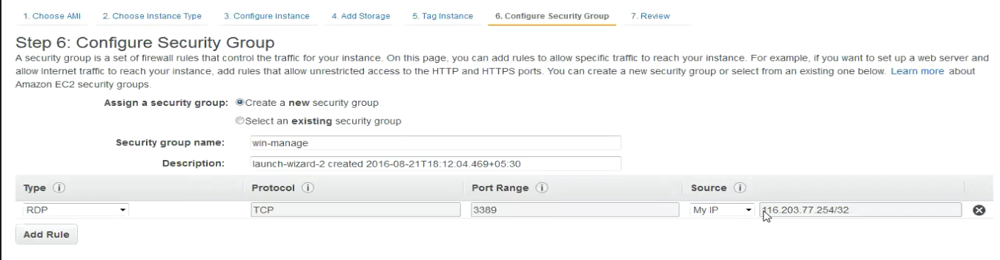 1. Choose AMI 2. Choose Instance Type 3. Configure Instance 4. Add Storage 5. Tag Instance 6. Configure Security Group 7. Review
Step 6: Configure Security Group
A security group is a set of firewall rules that control the traffic for your instance. On this page, you can add rules to allow specific traffic to reach your instance. For example, if you want to set up a web server and
allow Internet traffic to reach your instance, add rules that allow unrestricted access to the HTTP and HTTPS ports. You can create a new security group or select from an existing one below. Learn more about
Amazon EC2 security groups.
Assign a security group: Create a new security group
Select an existing security group
Security group name: win-manage
Description: launch-wizard-2 created 2016-08-21T18:12:04.469+05:30
Type i Protocol i Port Range i Source i
RDP TCP 3389 My IP 116.203.77.254/32
Add Rule